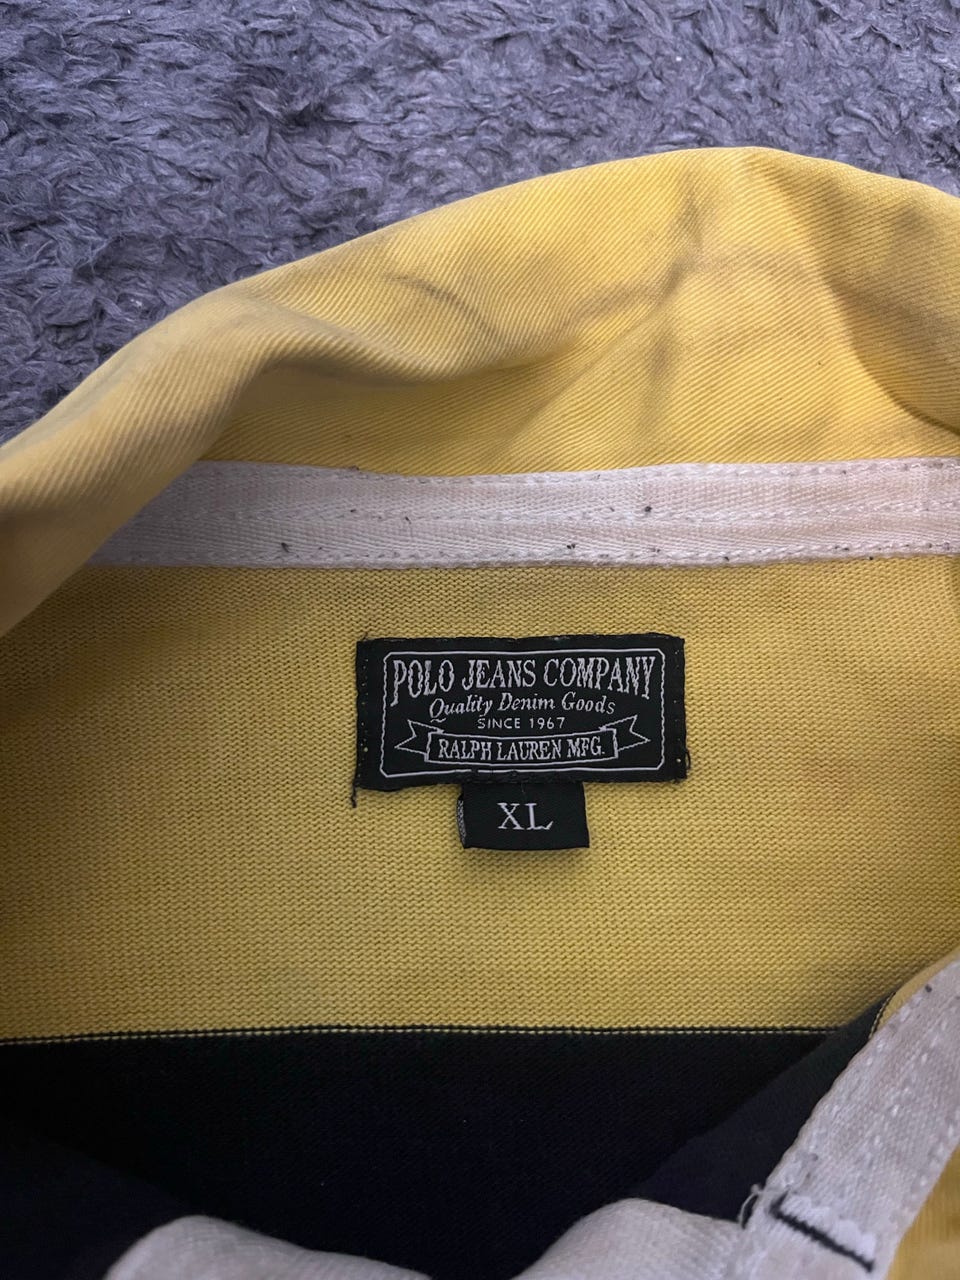 POLO JEANS COMPANY
Quality Denim Goods
SINCE 1967
RALPH LAUREN MFG.
XL